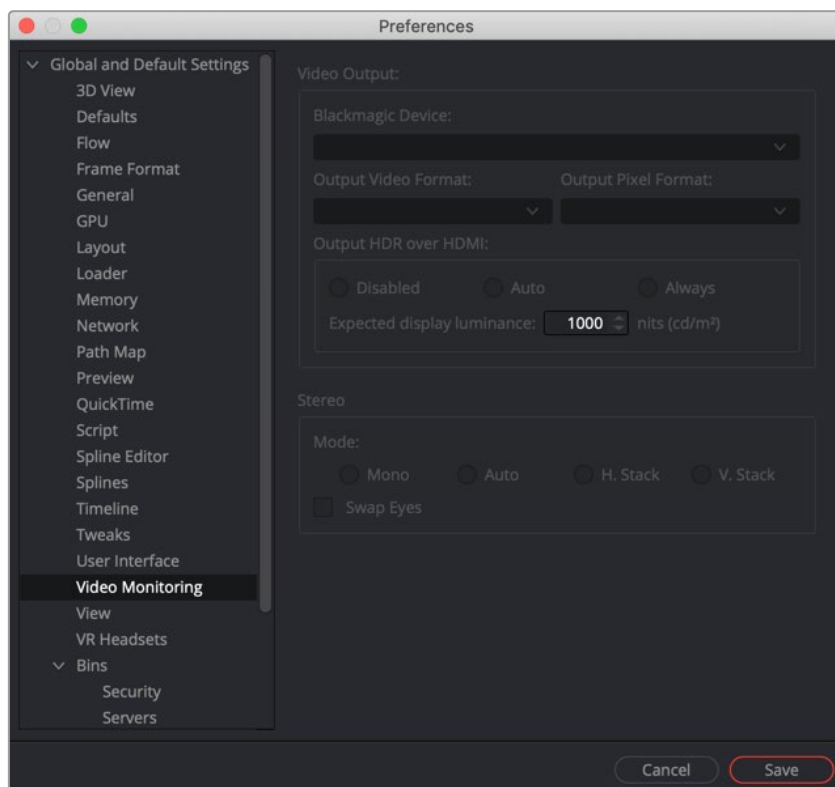 Preferences
Global and Default Settings
3D View
Defaults
Flow
Frame Format
General
GPU
Layout
Loader
Memory
Network
Path Map
Preview
QuickTime
Script
Spline Editor
Splines
Timeline
Tweaks
User Interface
Video Monitoring
View
VR Headsets
Bins
Security
Servers
Video Output:
Blackmagic Device:
Output Video Format: Output Pixel Format:
Output HDR over HDMI:
Disabled Auto Always
Expected display luminance: 1000 nits (cd/m²)
Stereo
Mode:
Mono Auto H. Stack V. Stack
Swap Eyes
Cancel Save